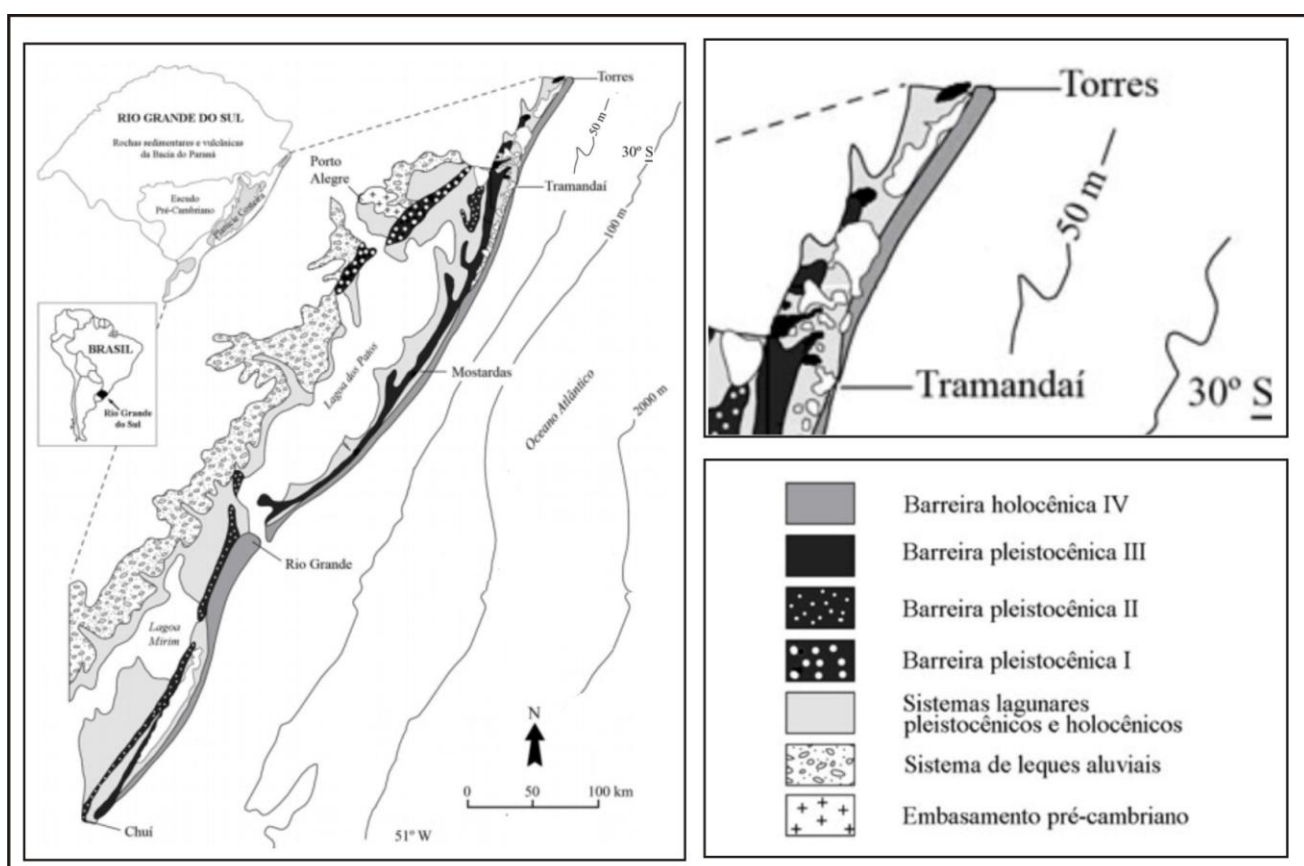 RIO GRANDE DO SUL
Rochas sedimentares e vulcânicas
da Bacia do Paraná
Escudo
Pré-Cambriano
Planície Costeira
BRASIL
Rio Grande
do Sul
Torres
50 m
30º S
Porto
Alegre
Tramandaí
100 m
Lagoa dos Patos
Mostardas
Oceano Atlântico
2000 m
Rio Grande
Lagoa
Mirim
N
0 50 100 km
Chuí
51º W
Torres
50 m
Tramandaí
30º S
Barreira holocênica IV
Barreira pleistocênica III
Barreira pleistocênica II
Barreira pleistocênica I
Sistemas lagunares
pleistocênicos e holocênicos
Sistema de leques aluviais
Embasamento pré-cambriano